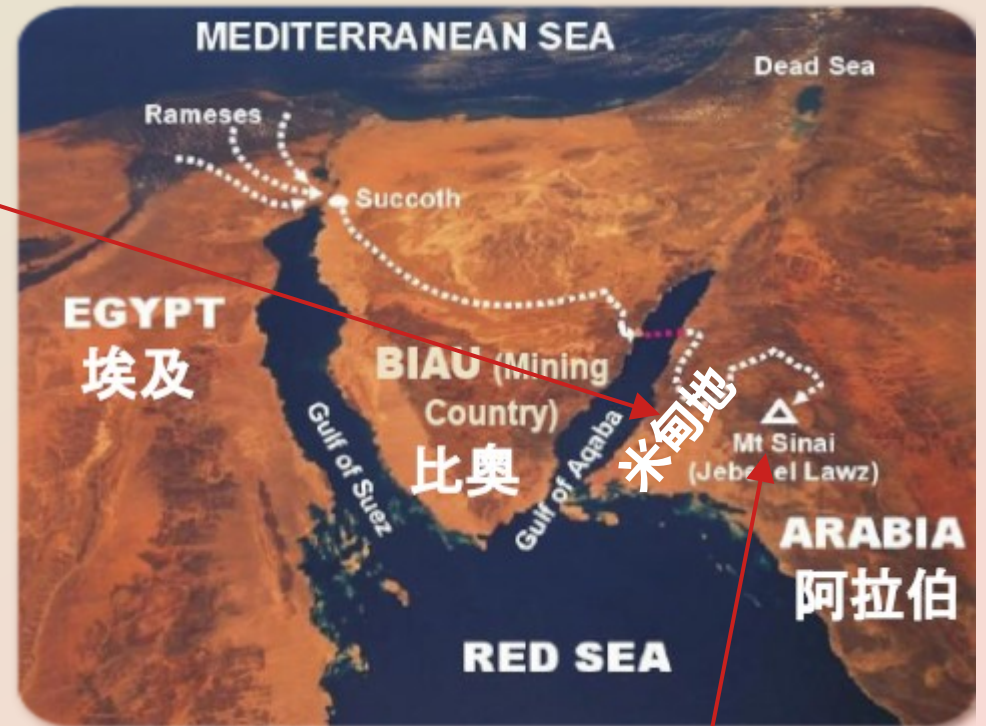 MEDITERRANEAN SEA
Dead Sea
Rameses
Succoth
EGYPT
埃及
BIAU (Mining
Country)
比奥
Gulf of Suez
Gulf of Aqaba
米甸地
Mt Sinai
(Jebel el Lawz)
ARABIA
阿拉伯
RED SEA